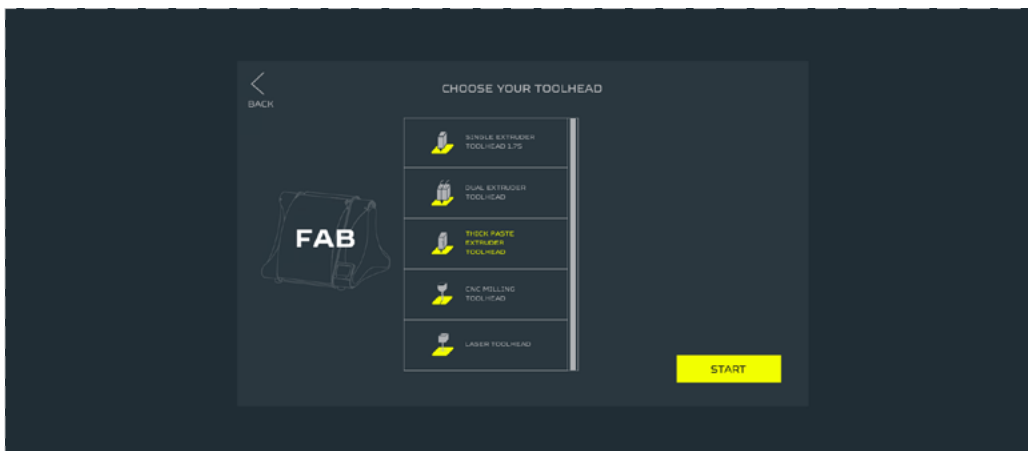 BACK
CHOOSE YOUR TOOLHEAD
FAB
SINGLE EXTRUDER
TOOLHEAD 1.75
DUAL EXTRUDER
TOOLHEAD
THICK PASTE
EXTRUDER
TOOLHEAD
CNC MILLING
TOOLHEAD
LASER TOOLHEAD
START